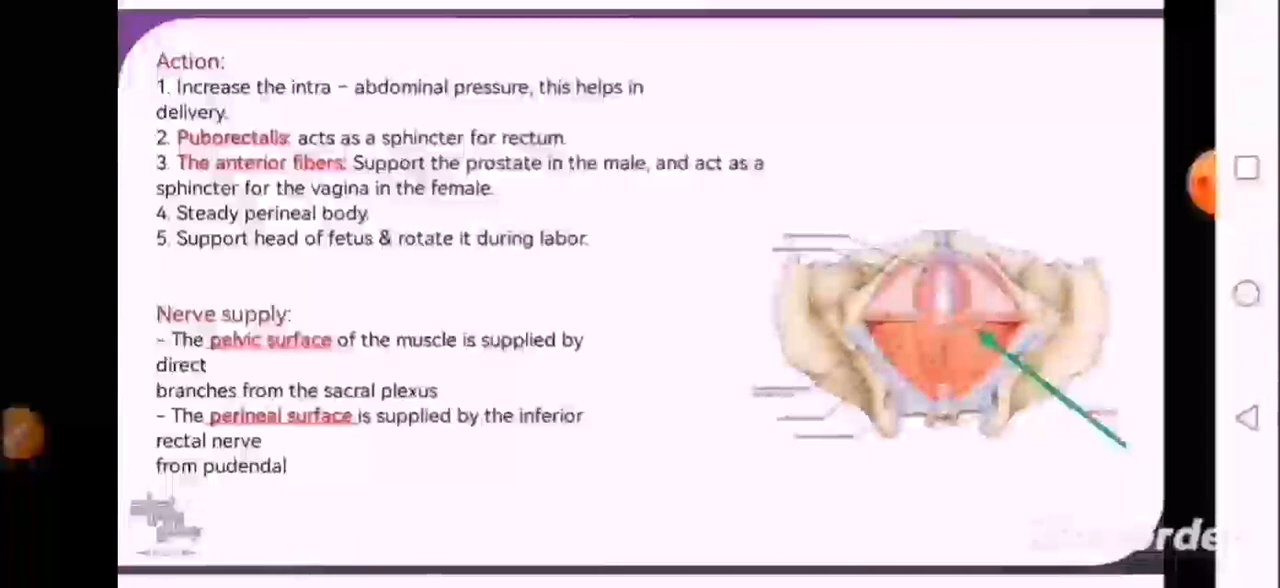 Action:
1. Increase the intra - abdominal pressure, this helps in
delivery.
2. Puborectalis: acts as a sphincter for rectum.
3. The anterior fibers: Support the prostate in the male, and act as a
sphincter for the vagina in the female.
4. Steady perineal body.
5. Support head of fetus & rotate it during labor.
Nerve supply:
- The pelvic surface of the muscle is supplied by
direct
branches from the sacral plexus
- The perineal surface is supplied by the inferior
rectal nerve
from pudendal